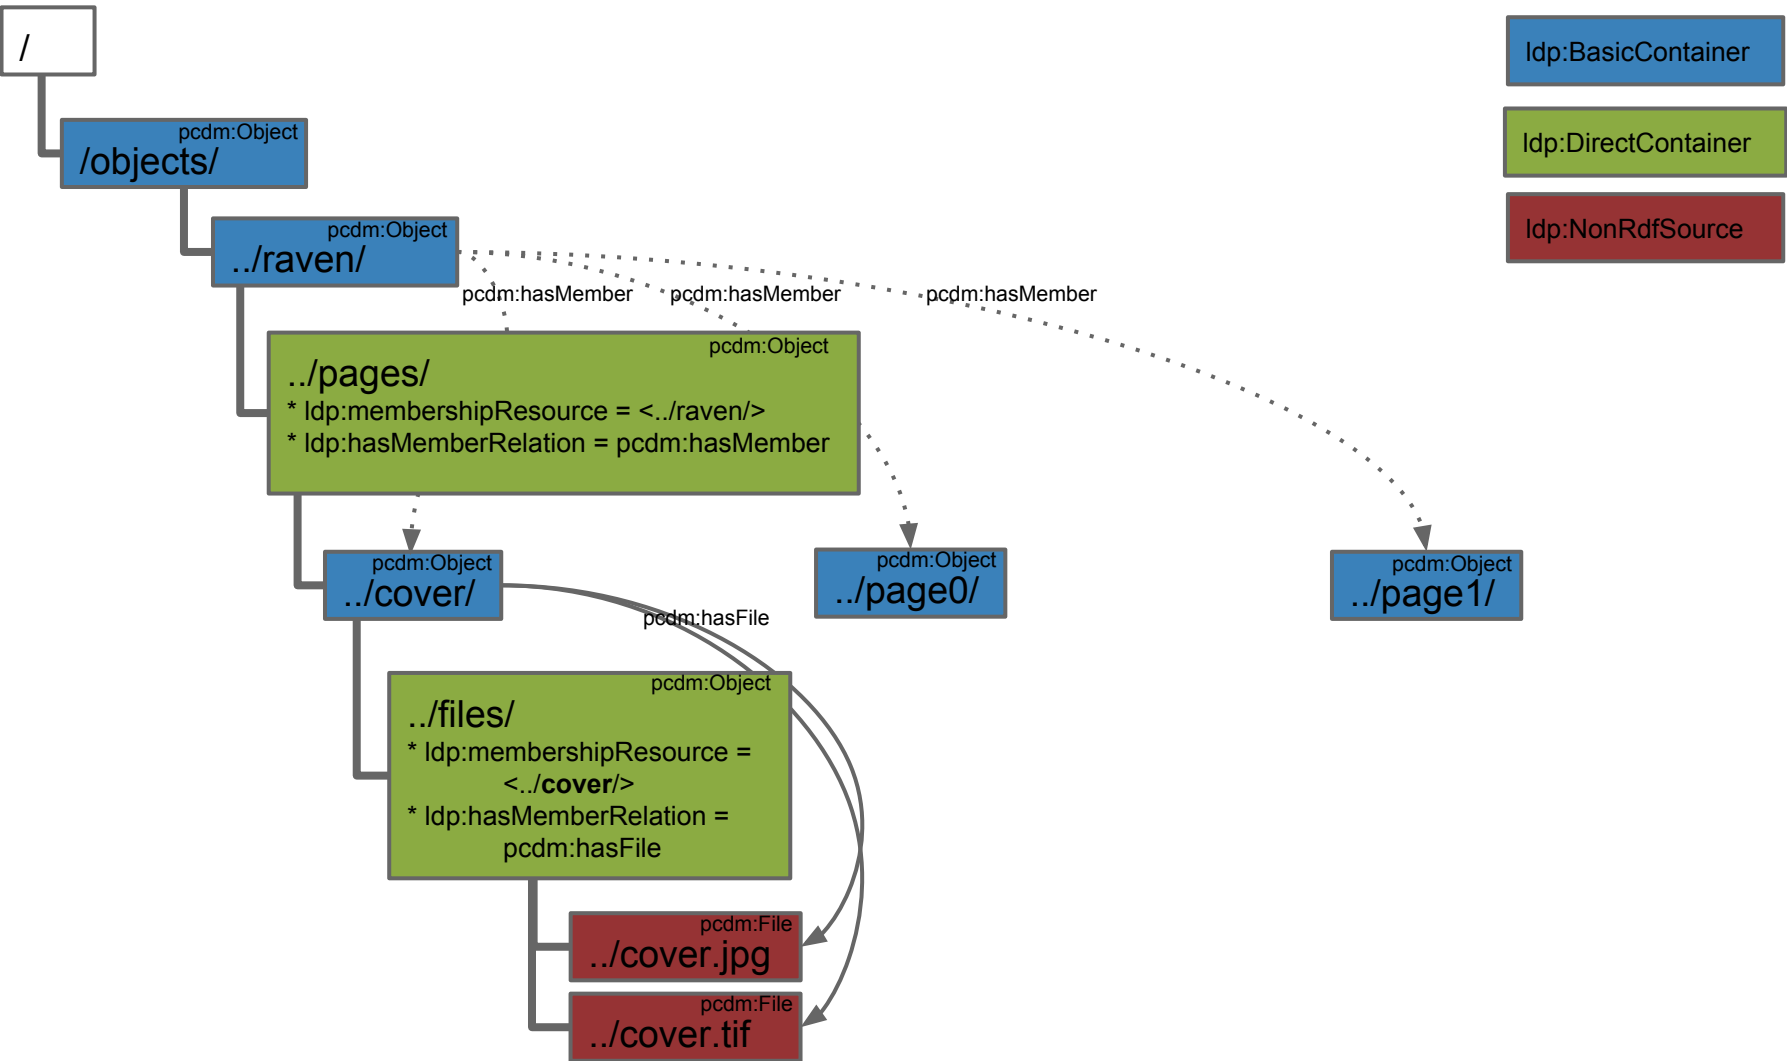 /
ldp:BasicContainer
pcdm:Object
/objects/
ldp:DirectContainer
pcdm:Object
../raven/
ldp:NonRdfSource
pcdm:hasMember
pcdm:hasMember
pcdm:hasMember
pcdm:Object
../pages/
* ldp:membershipResource = <../raven/>
* ldp:hasMemberRelation = pcdm:hasMember
pcdm:Object
../cover/
pcdm:Object
../page0/
pcdm:Object
../page1/
pcdm:hasFile
pcdm:Object
../files/
* ldp:membershipResource =
<../cover/>
* ldp:hasMemberRelation =
pcdm:hasFile
pcdm:File
../cover.jpg
pcdm:File
../cover.tif